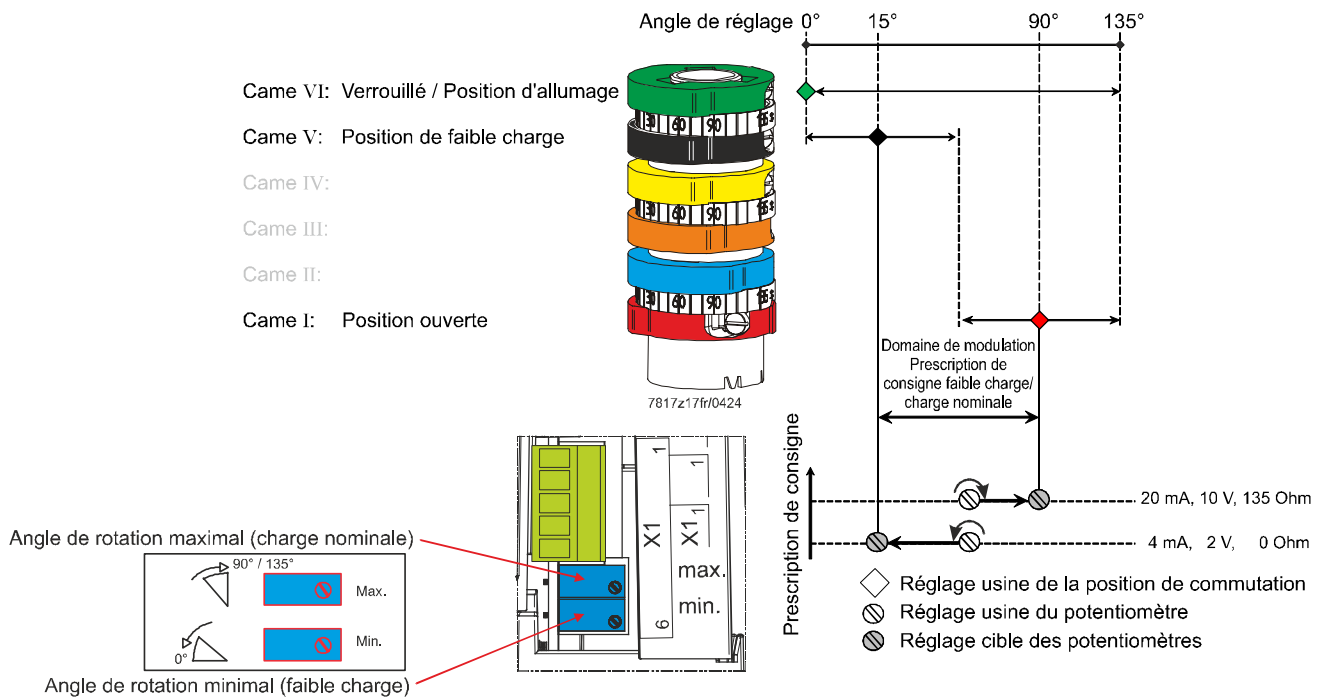 Angle de réglage 0° 15° 90° 135°
Came VI: Verrouillé / Position d'allumage
Came V: Position de faible charge
Came IV:
Came III:
Came II:
Came I: Position ouverte
30 60 90
30 60 90
30 60 90
7817z17fr/0424
Domaine de modulation
Prescription de
consigne faible charge/
charge nominale
Prescription de consigne
20 mA, 10 V, 135 Ohm
4 mA, 2 V, 0 Ohm
Réglage usine de la position de commutation
Réglage usine du potentiomètre
Réglage cible des potentiomètres
1
1
X1
X1
1
max.
min.
6
Angle de rotation maximal (charge nominale)
90° / 135°
Max.
0°
Min.
Angle de rotation minimal (faible charge)